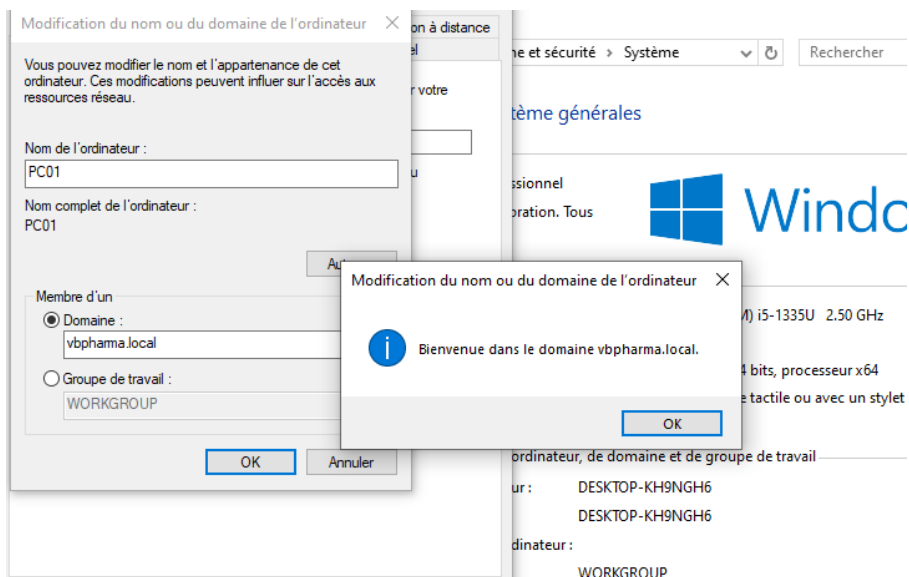 Modification du nom ou du domaine de l'ordinateur
Vous pouvez modifier le nom et l'appartenance de cet
ordinateur. Ces modifications peuvent influer sur l'accès aux
ressources réseau.
Nom de l'ordinateur :
PC01
Nom complet de l'ordinateur :
PC01
Membre d'un
Domaine :
vbpharma.local
Groupe de travail :
WORKGROUP
OK
Annuler
Modification du nom ou du domaine de l'ordinateur
Bienvenue dans le domaine vbpharma.local.
OK
on à distance
r votre
me et sécurité > Système
Rechercher
tème générales
ssionnel
oration. Tous
Windo
M) i5-1335U 2.50 GHz
4 bits, processeur x64
e tactile ou avec un stylet
ordinateur, de domaine et de groupe de travail
ur : DESKTOP-KH9NGH6
DESKTOP-KH9NGH6
dinateur :
WORKGROUP